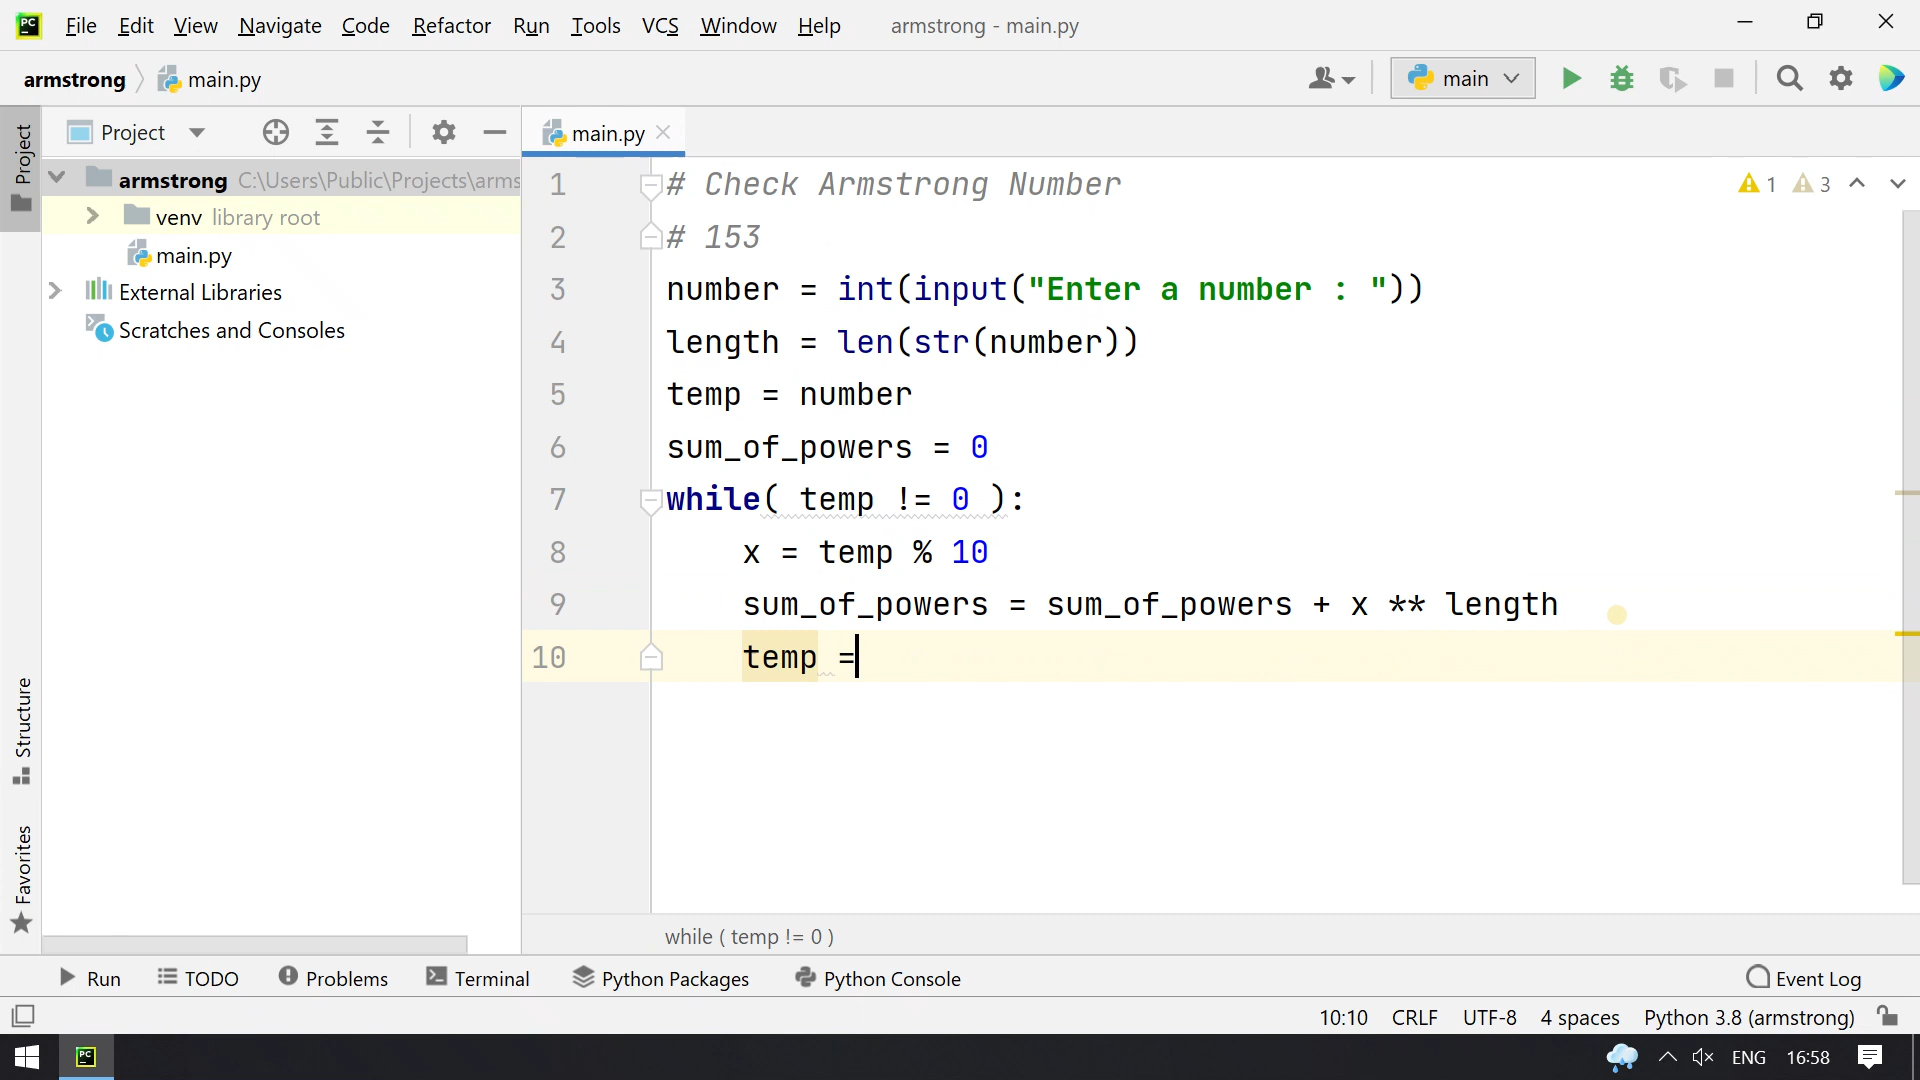 File Edit View Navigate Code Refactor Run Tools VCS Window Help armstrong - main.py
armstrong main.py main
Project main.py
Project
armstrong C:\Users\Public\Projects\arms
venv library root
main.py
External Libraries
Scratches and Consoles
Structure
Favorites
1 # Check Armstrong Number
2 # 153
3 number = int(input("Enter a number : "))
4 length = len(str(number))
5 temp = number
6 sum_of_powers = 0
7 while( temp != 0 ):
8 x = temp % 10
9 sum_of_powers = sum_of_powers + x ** length
10 temp =
1 3
while ( temp != 0 )
Run TODO Problems Terminal Python Packages Python Console Event Log
10:10 CRLF UTF-8 4 spaces Python 3.8 (armstrong)
PC ENG 16:58